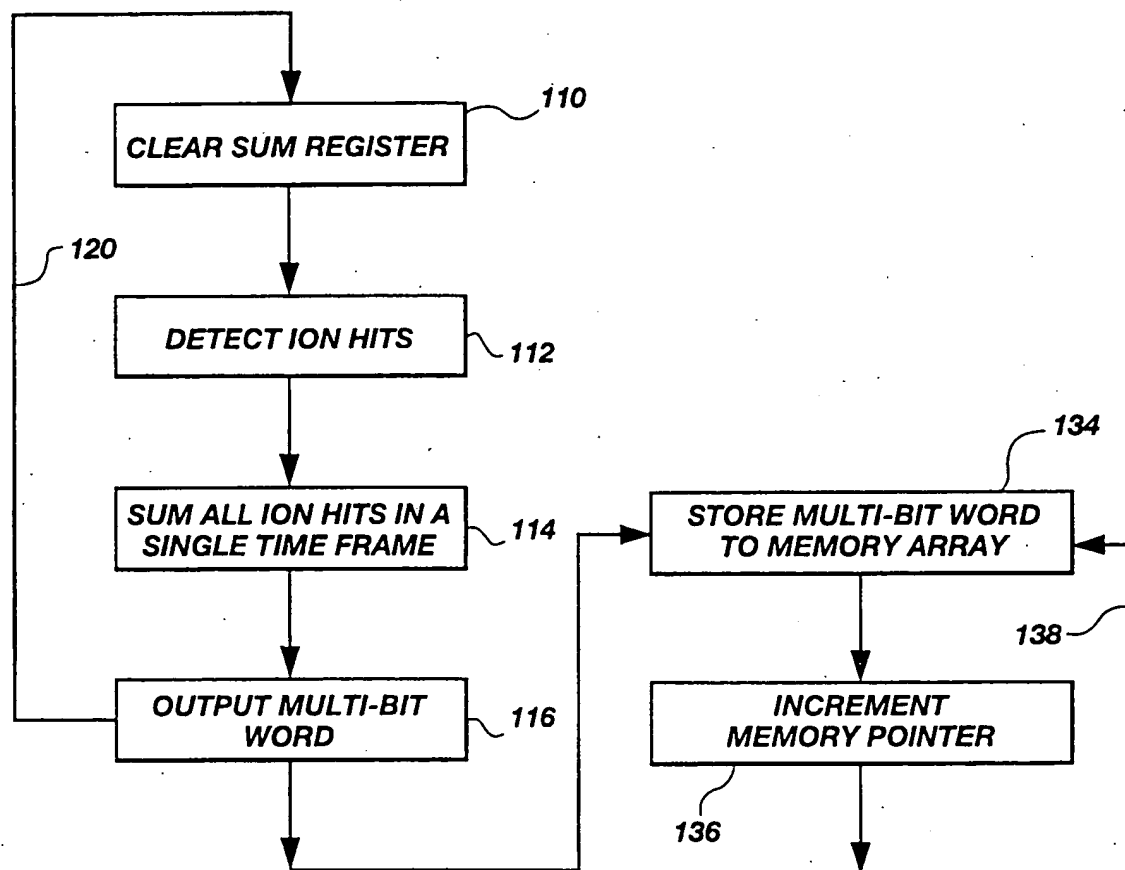 110
CLEAR SUM REGISTER
120
DETECT ION HITS
112
SUM ALL ION HITS IN A
SINGLE TIME FRAME
114
OUTPUT MULTI-BIT
WORD
116
134
STORE MULTI-BIT WORD
TO MEMORY ARRAY
138
INCREMENT
MEMORY POINTER
136